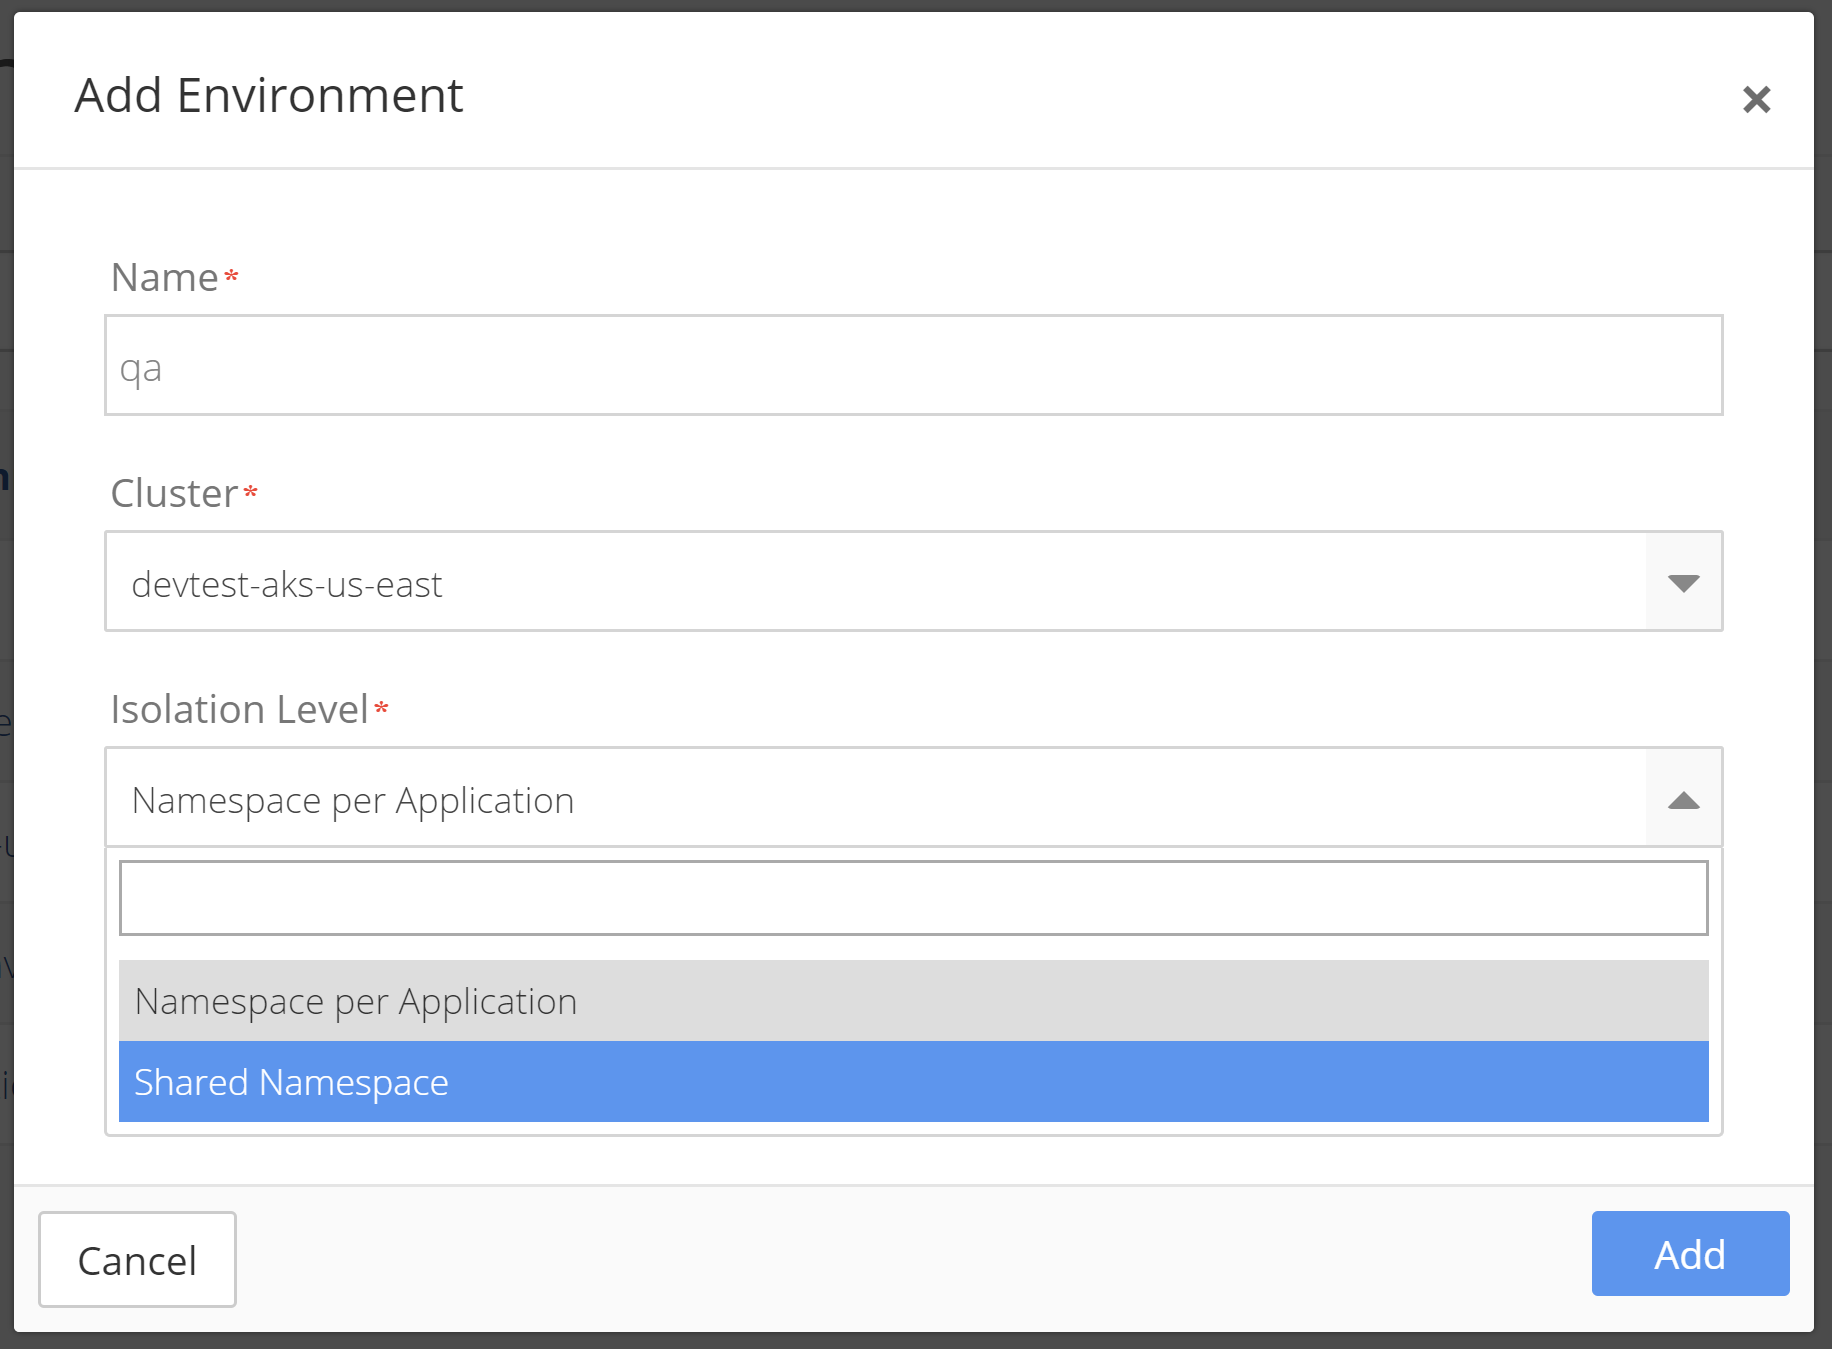 Add Environment
Name*
qa
Cluster*
devtest-aks-us-east
Isolation Level*
Namespace per Application
Namespace per Application
Shared Namespace
Cancel
Add